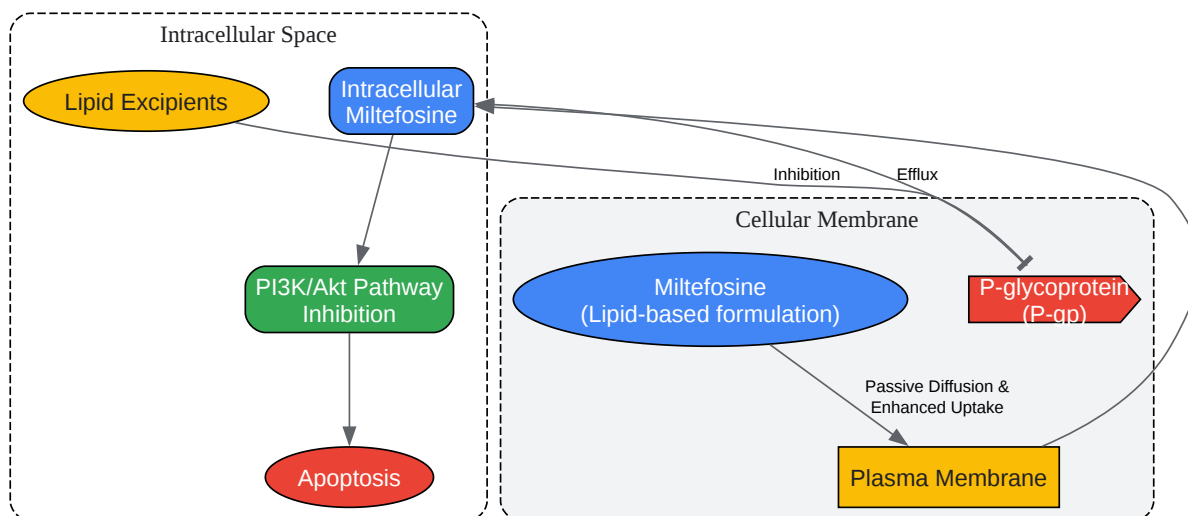 Intracellular Space
Lipid Excipients
Intracellular
Miltefosine
Inhibition
Efflux
Cellular Membrane
PI3K/Akt Pathway
Inhibition
Miltefosine
(Lipid-based formulation)
P-glycoprotein
(P-gp)
Passive Diffusion &
Enhanced Uptake
Apoptosis
Plasma Membrane